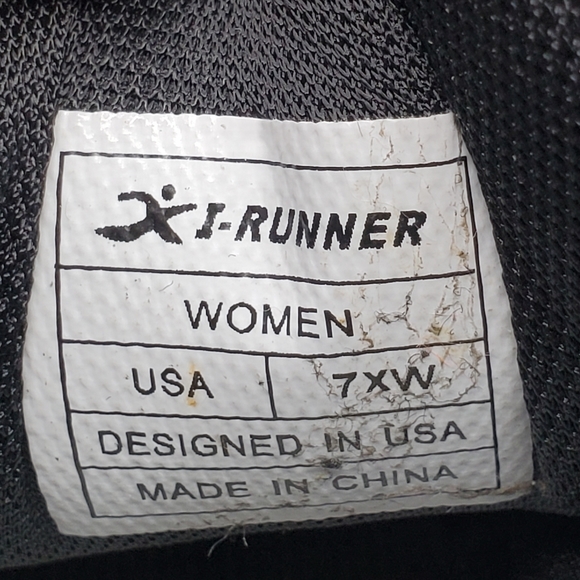 I-RUNNER
WOMEN
USA 7XW
DESIGNED IN USA
MADE IN CHINA